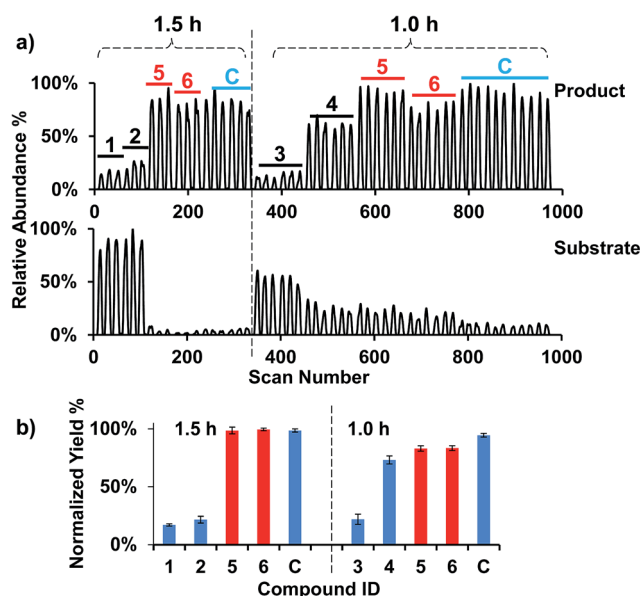 a)
1.5 h
1.0 h
5
6
C
5
6
C
1
2
3
4
100%
50%
0%
Product
0
200
400
600
800
1000
Relative Abundance %
100%
50%
0%
Substrate
0
200
400
600
800
1000
Scan Number
b)
Normalized Yield %
100%
50%
0%
1.5 h
1.0 h
1 2 5 6 C 3 4 5 6 C
Compound ID